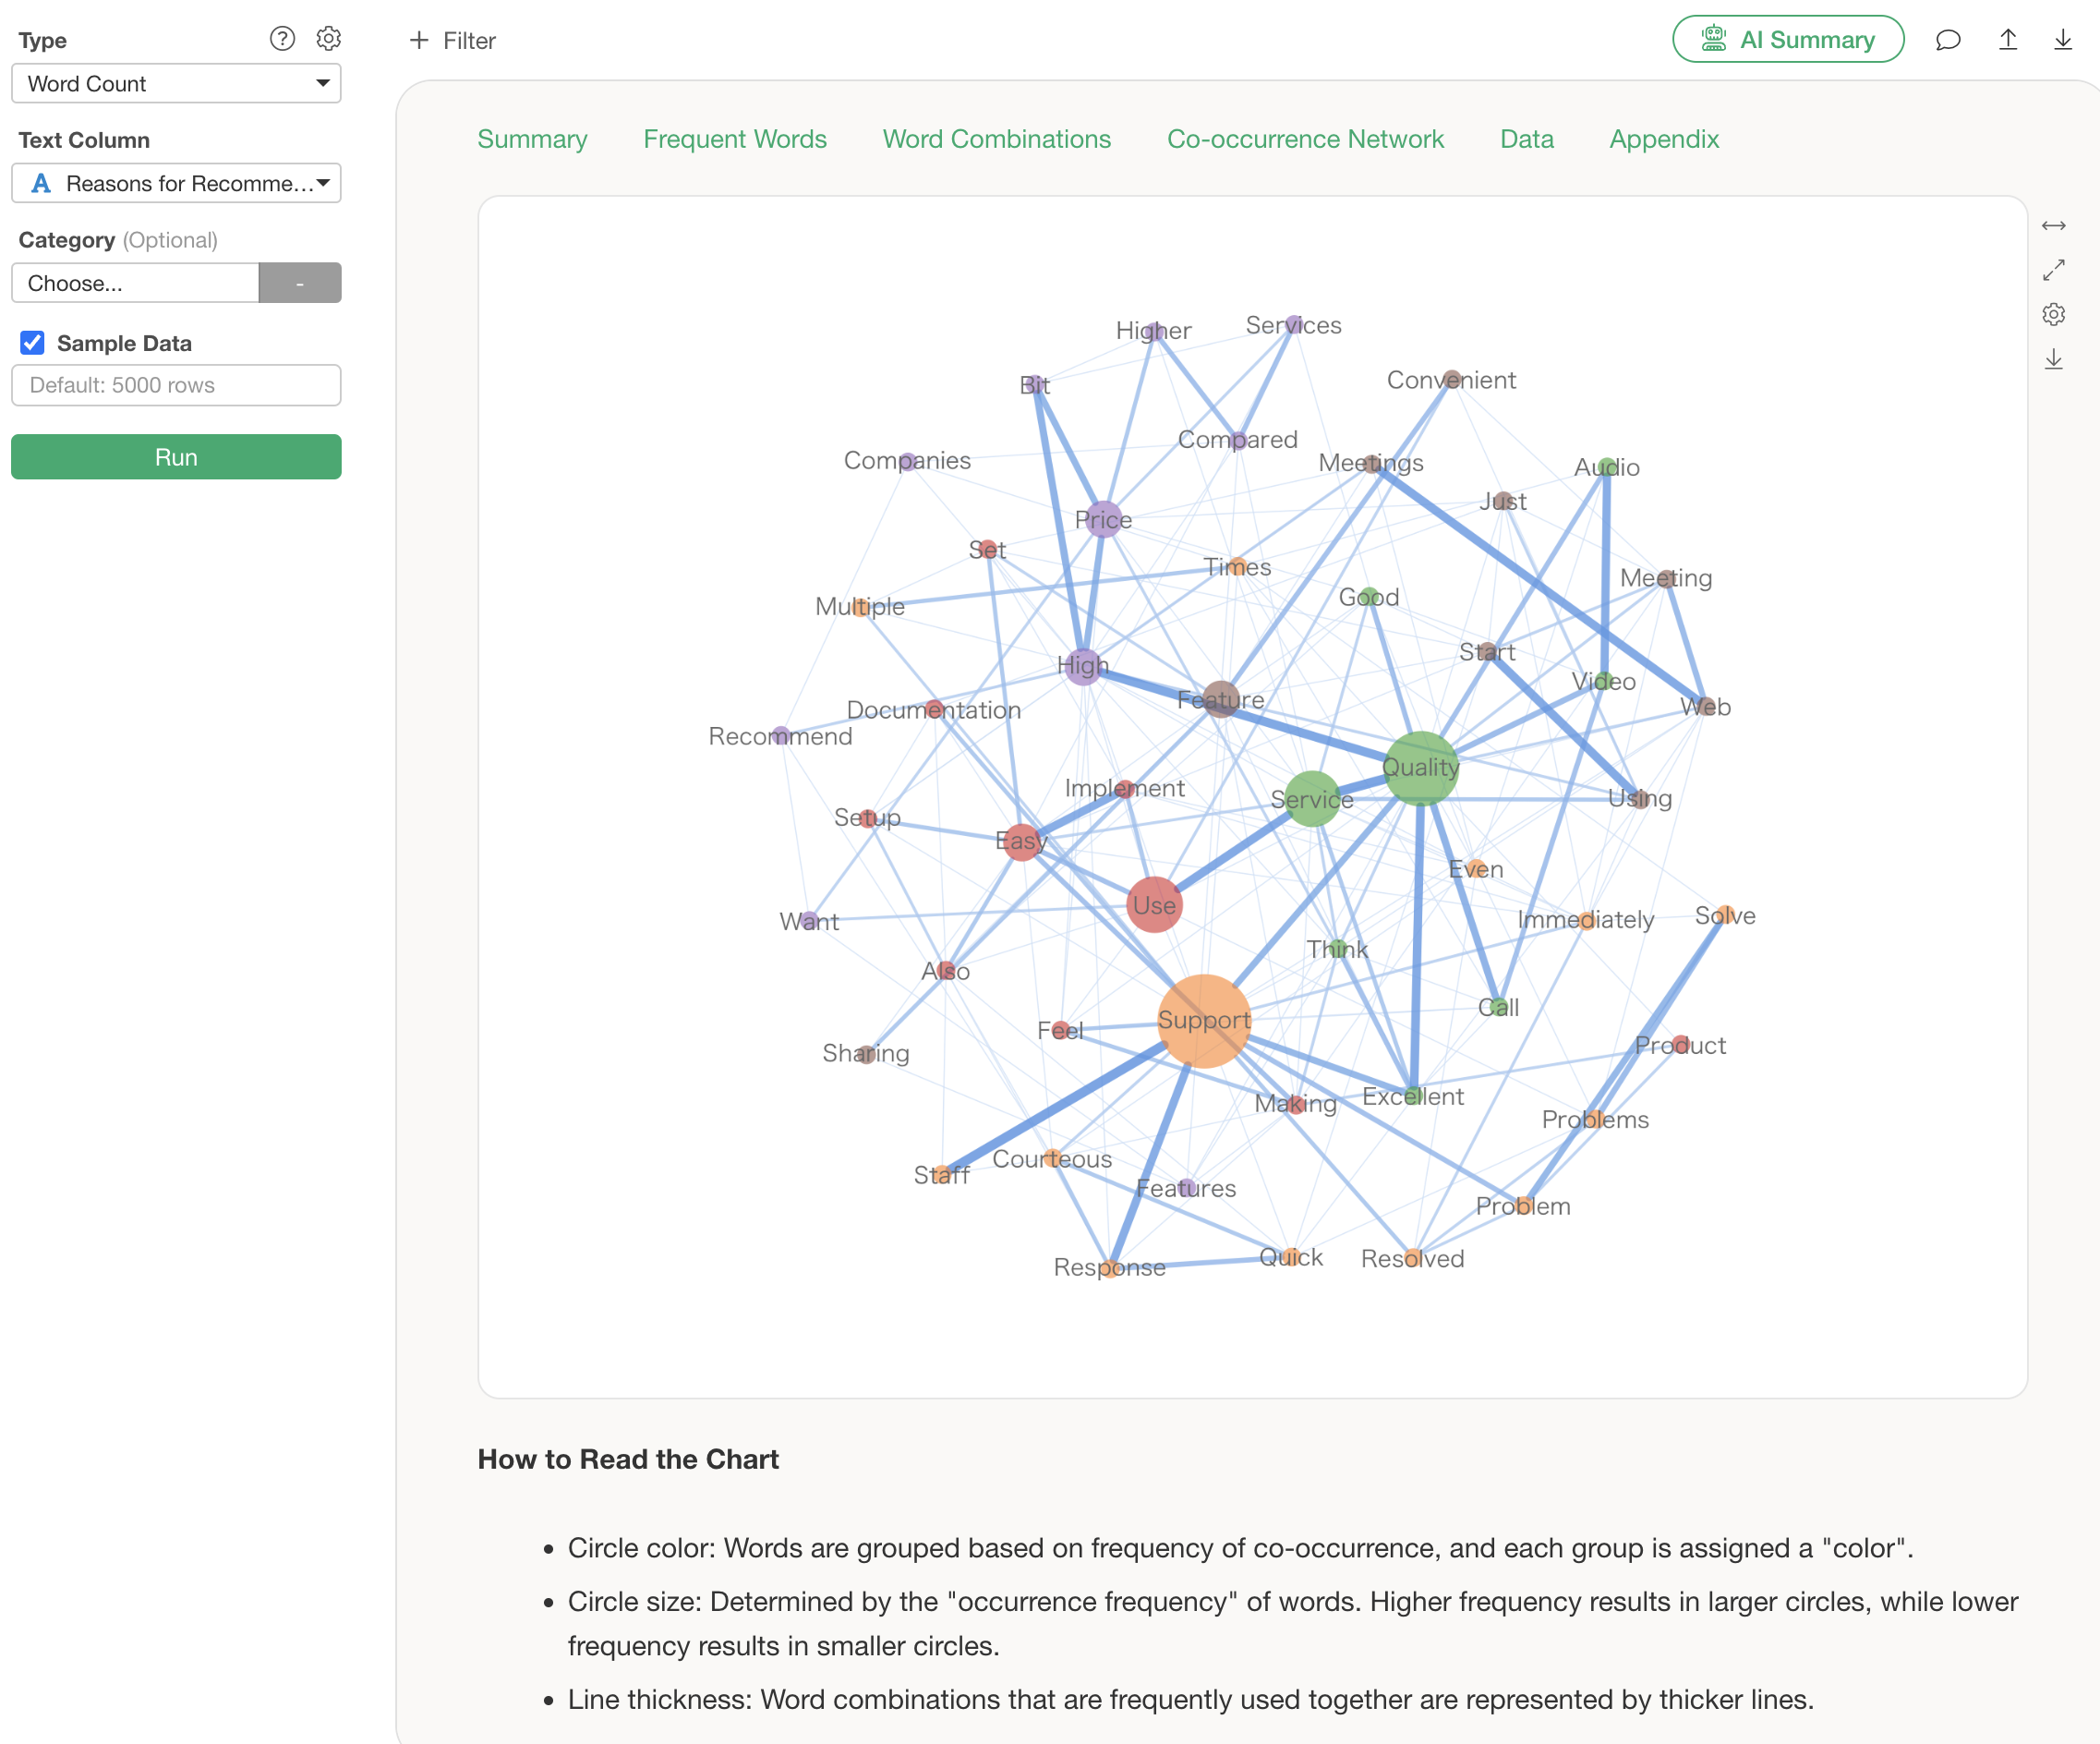 Type
Word Count
Text Column
A Reasons for Recomme...
Category (Optional)
Choose... -
Sample Data
Default: 5000 rows
Run
+ Filter
AI Summary
Summary Frequent Words Word Combinations Co-occurrence Network Data Appendix
Higher
Services
Bit
Convenient
Compared
Companies
Meetings
Audio
Just
Price
Set
Times
Meeting
Good
Multiple
Start
High
Video
Feature
Web
Documentation
Recommend
Quality
Implement
Service
Using
Setup
Easy
Even
Use
Want
Immediately
Solve
Think
Also
Call
Support
Feel
Product
Sharing
Making
Excellent
Problems
Courteous
Staff
Features
Problem
Quick
Resolved
Response
How to Read the Chart
• Circle color: Words are grouped based on frequency of co-occurrence, and each group is assigned a "color".
• Circle size: Determined by the "occurrence frequency" of words. Higher frequency results in larger circles, while lower
frequency results in smaller circles.
• Line thickness: Word combinations that are frequently used together are represented by thicker lines.